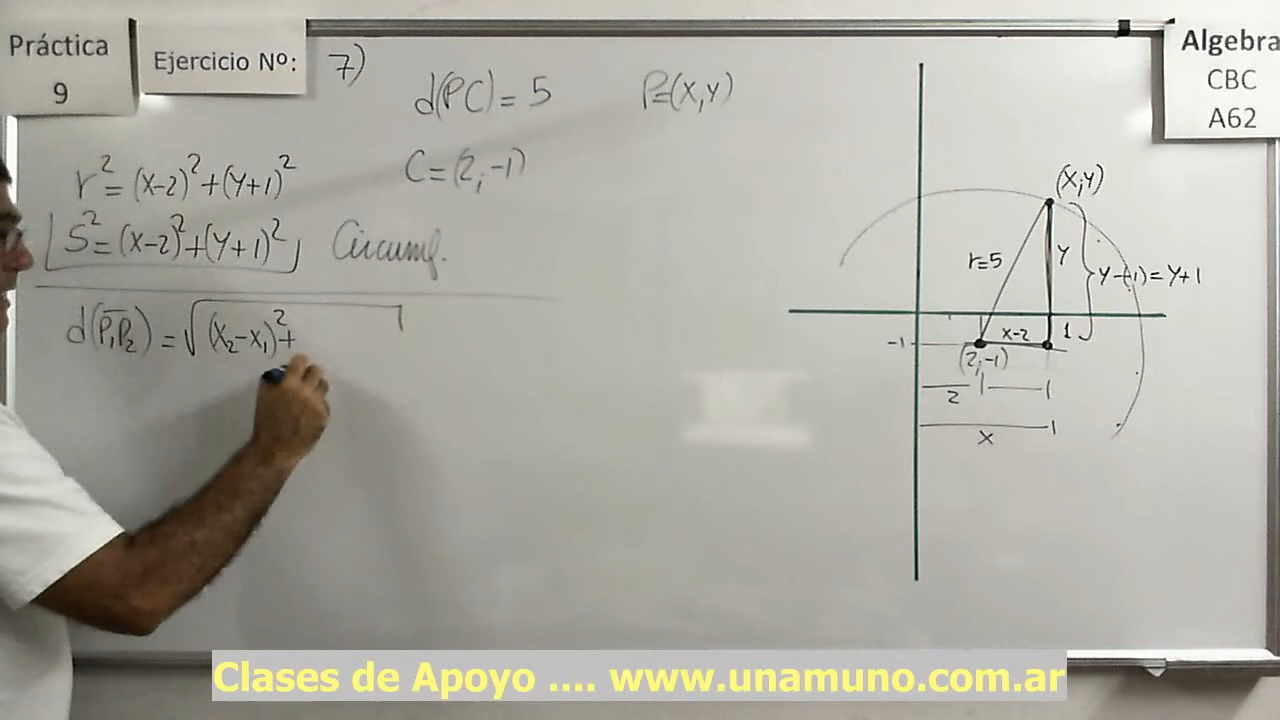 Práctica
9
Ejercicio Nº: 7)
Algebra
CBC
A62
d(PC) = 5 P=(X,Y)
C=(2;-1)
r²=(X-2)²+(Y+1)²
5²=(X-2)²+(Y+1)² Circunf.
d(P₁P₂) = √(X₂-X₁)²+
(X,Y)
r=5
Y
Y-(-1)=Y+1
X-2
1
-1
(2;-1)
2
X
Clases de Apoyo .... www.unamuno.com.ar